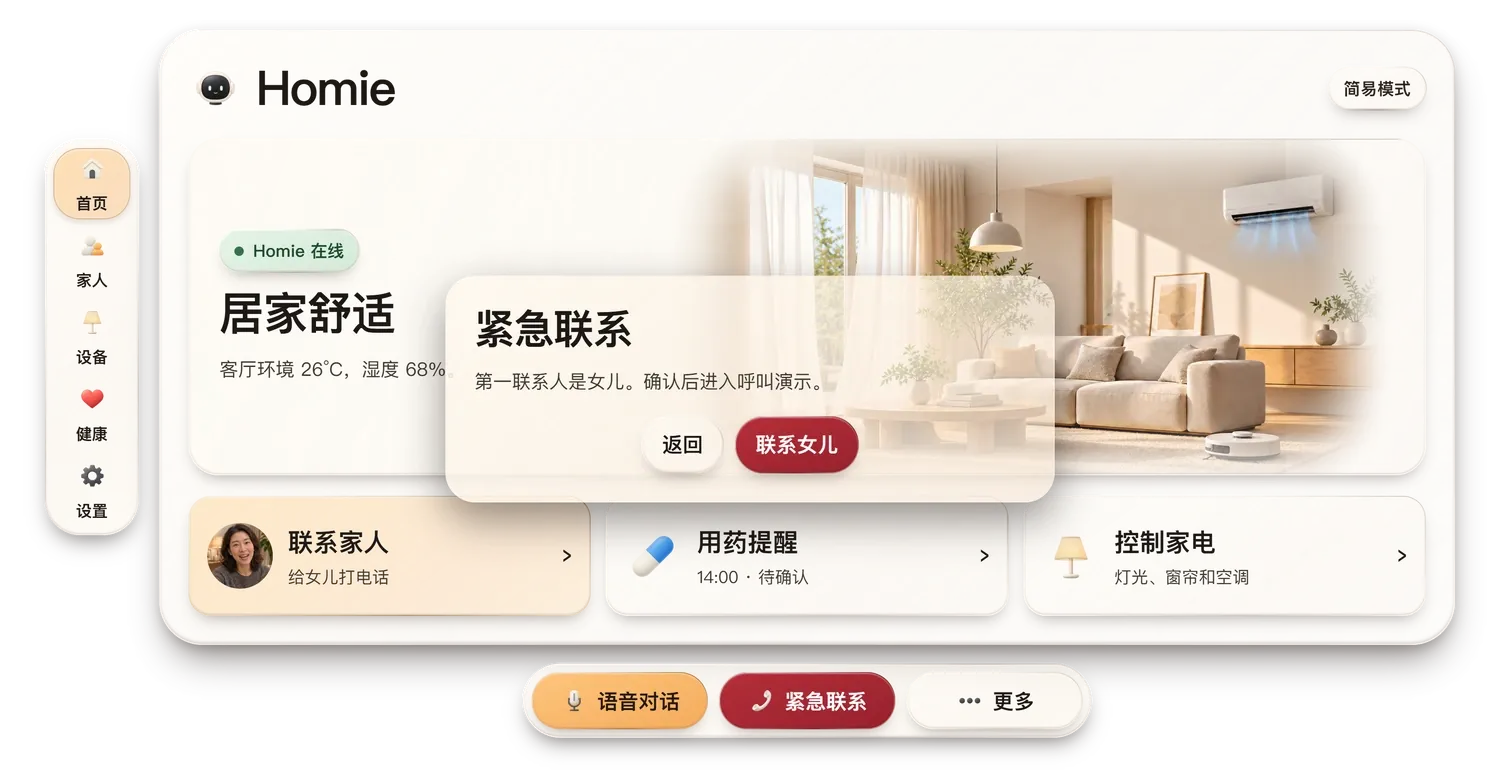 Homie
简易模式
首页
家人
设备
健康
设置
Homie 在线
居家舒适
客厅环境 26°C，湿度 68%
紧急联系
第一联系人是女儿。确认后进入呼叫演示。
返回
联系女儿
联系家人
给女儿打电话
用药提醒
14:00 · 待确认
控制家电
灯光、窗帘和空调
语音对话
紧急联系
更多